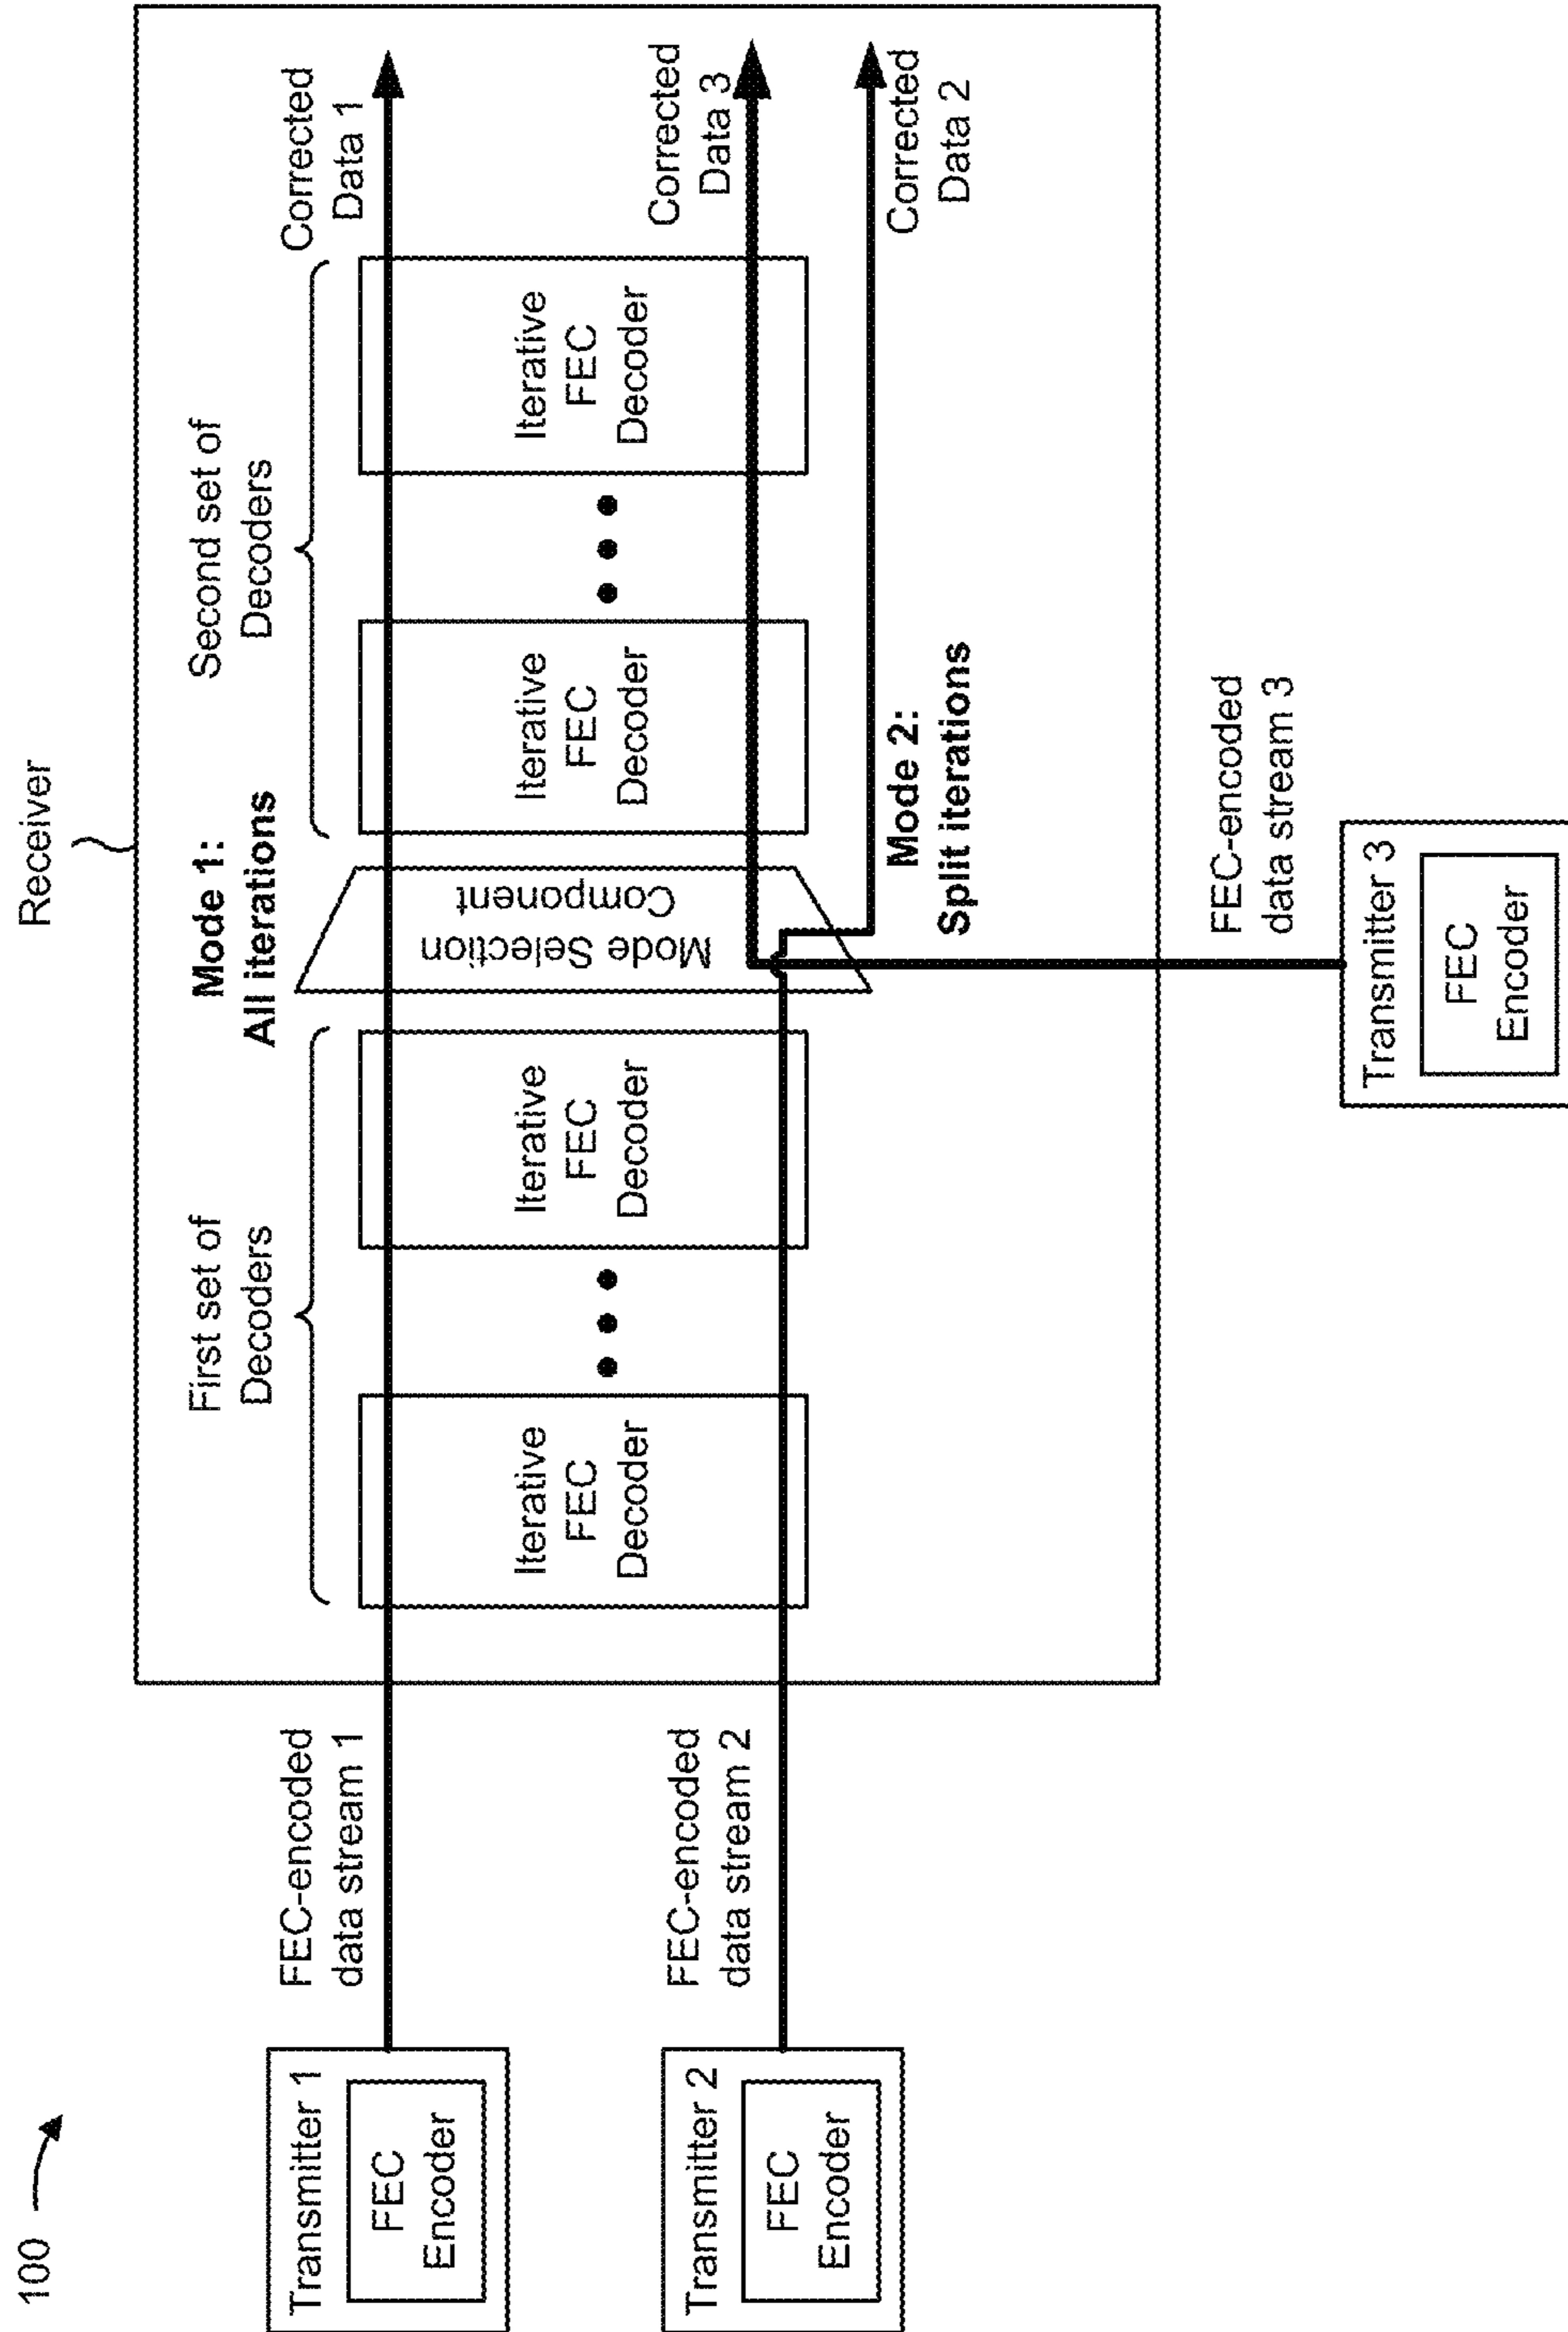 100
Receiver
Transmitter 1
FEC
Encoder
FEC-encoded
data stream 1
First set of
Decoders
Mode 1:
All iterations
Second set of
Decoders
Corrected
Data 1
Iterative
FEC
Decoder
Iterative
FEC
Decoder
Mode Selection
Component
Iterative
FEC
Decoder
Iterative
FEC
Decoder
Transmitter 2
FEC
Encoder
FEC-encoded
data stream 2
Corrected
Data 3
Mode 2:
Split iterations
Corrected
Data 2
FEC-encoded
data stream 3
Transmitter 3
FEC
Encoder